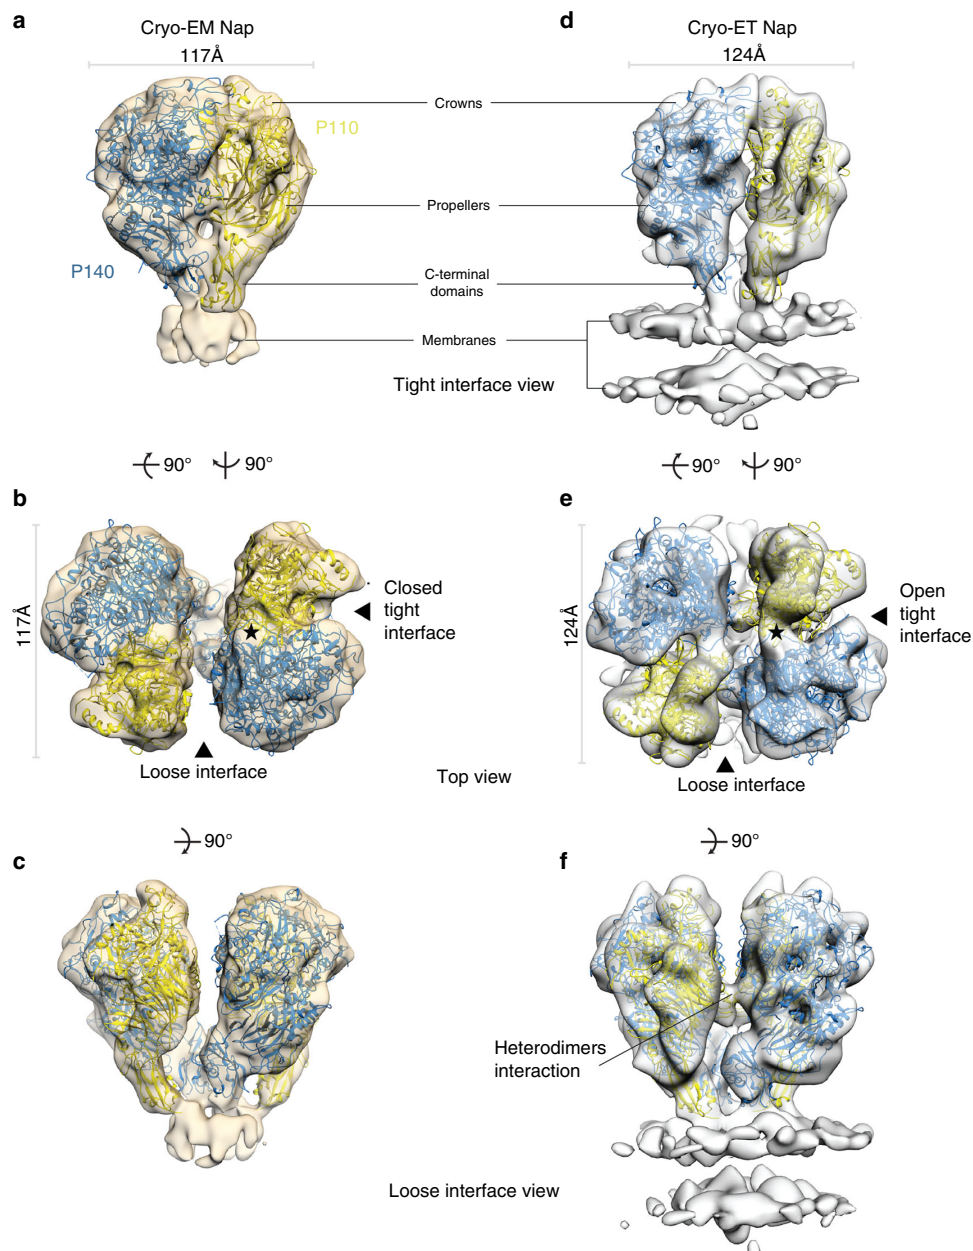 a
Cryo-EM Nap
117Å
d
Cryo-ET Nap
124Å
Crowns
P110
Propellers
P140
C-terminal
domains
Membranes
Tight interface view
90°
90°
90°
90°
b
117Å
Closed
tight
interface
Loose interface
Top view
e
124Å
Open
tight
interface
Loose interface
90°
90°
c
f
Heterodimers
interaction
Loose interface view